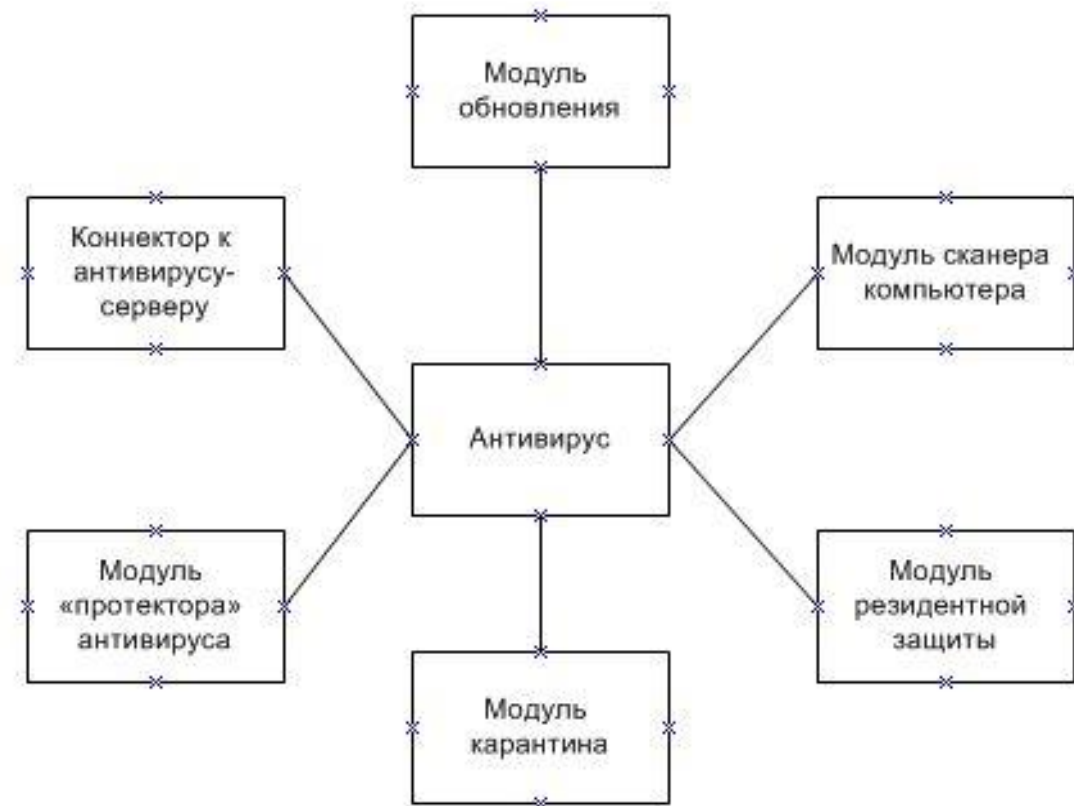 Модуль
обновления
Коннектор к
антивирусу-
серверу
Модуль сканера
компьютера
Антивирус
Модуль
«протектора»
антивируса
Модуль
резидентной
защиты
Модуль
карантина